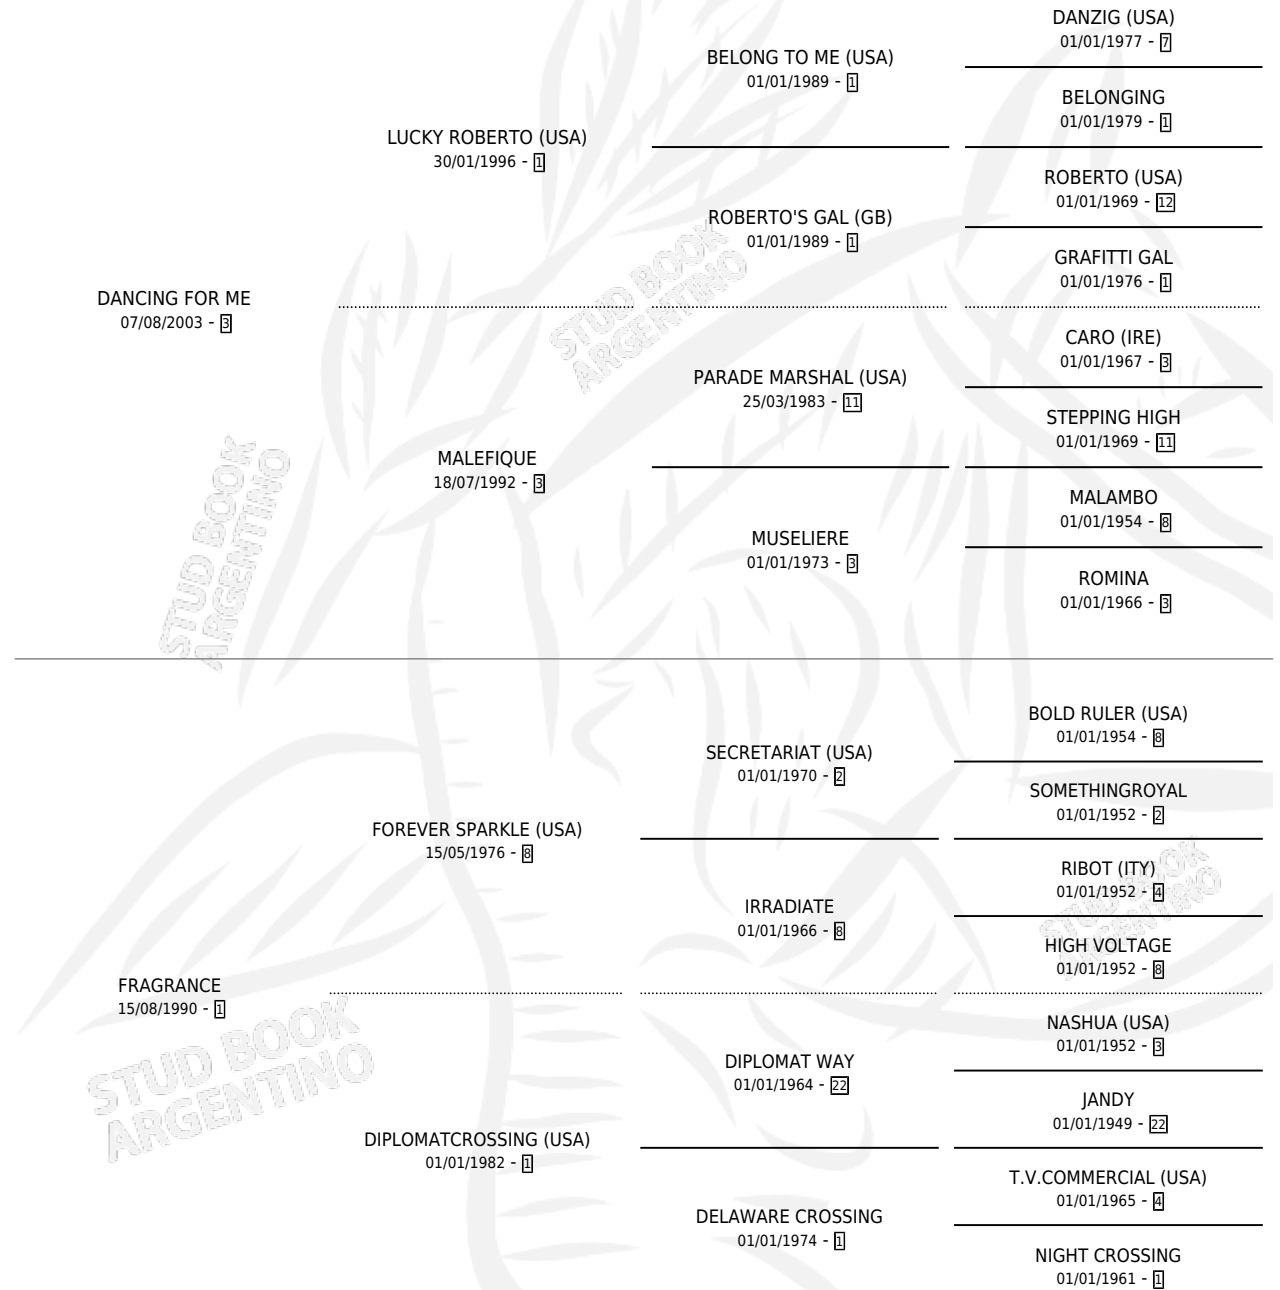 DANZIG (USA)
01/01/1977 - 7
BELONG TO ME (USA)
01/01/1989 - 1
BELONGING
01/01/1979 - 1
LUCKY ROBERTO (USA)
30/01/1996 - 1
ROBERTO (USA)
01/01/1969 - 12
ROBERTO'S GAL (GB)
01/01/1989 - 1
GRAFITTI GAL
01/01/1976 - 1
DANCING FOR ME
07/08/2003 - 3
CARO (IRE)
01/01/1967 - 3
PARADE MARSHAL (USA)
25/03/1983 - 11
STEPPING HIGH
01/01/1969 - 11
MALEFIQUE
18/07/1992 - 3
MALAMBO
01/01/1954 - 8
MUSELIERE
01/01/1973 - 3
ROMINA
01/01/1966 - 3
BOLD RULER (USA)
01/01/1954 - 8
SECRETARIAT (USA)
01/01/1970 - 2
SOMETHINGROYAL
01/01/1952 - 2
FOREVER SPARKLE (USA)
15/05/1976 - 8
RIBOT (ITY)
01/01/1952 - 4
IRRADIATE
01/01/1966 - 8
HIGH VOLTAGE
01/01/1952 - 8
FRAGRANCE
15/08/1990 - 1
NASHUA (USA)
01/01/1952 - 3
DIPLOMAT WAY
01/01/1964 - 22
JANDY
01/01/1949 - 22
DIPLOMATCROSSING (USA)
01/01/1982 - 1
T.V.COMMERCIAL (USA)
01/01/1965 - 4
DELAWARE CROSSING
01/01/1974 - 1
NIGHT CROSSING
01/01/1961 - 1
STUD BOOK
ARGENTINO
STUD BOOK
ARGENTINO
STUD BOOK
ARGENTINO
STUD BOOK
ARGENTINO